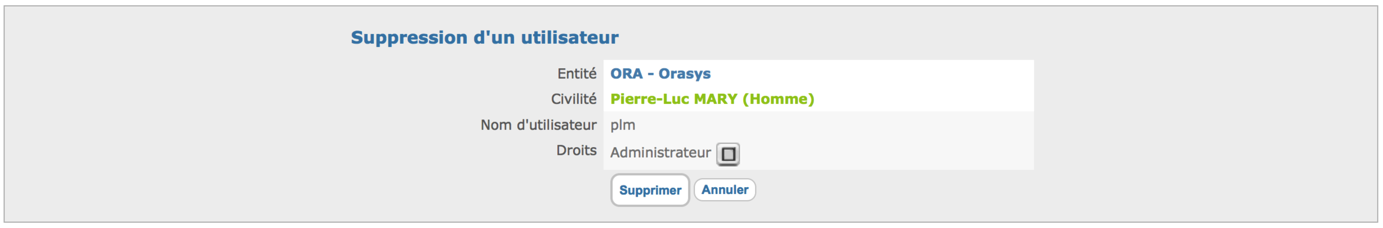 Suppression d'un utilisateur
Entité ORA - Orasys
Civilité Pierre-Luc MARY (Homme)
Nom d'utilisateur plm
Droits Administrateur
Supprimer Annuler